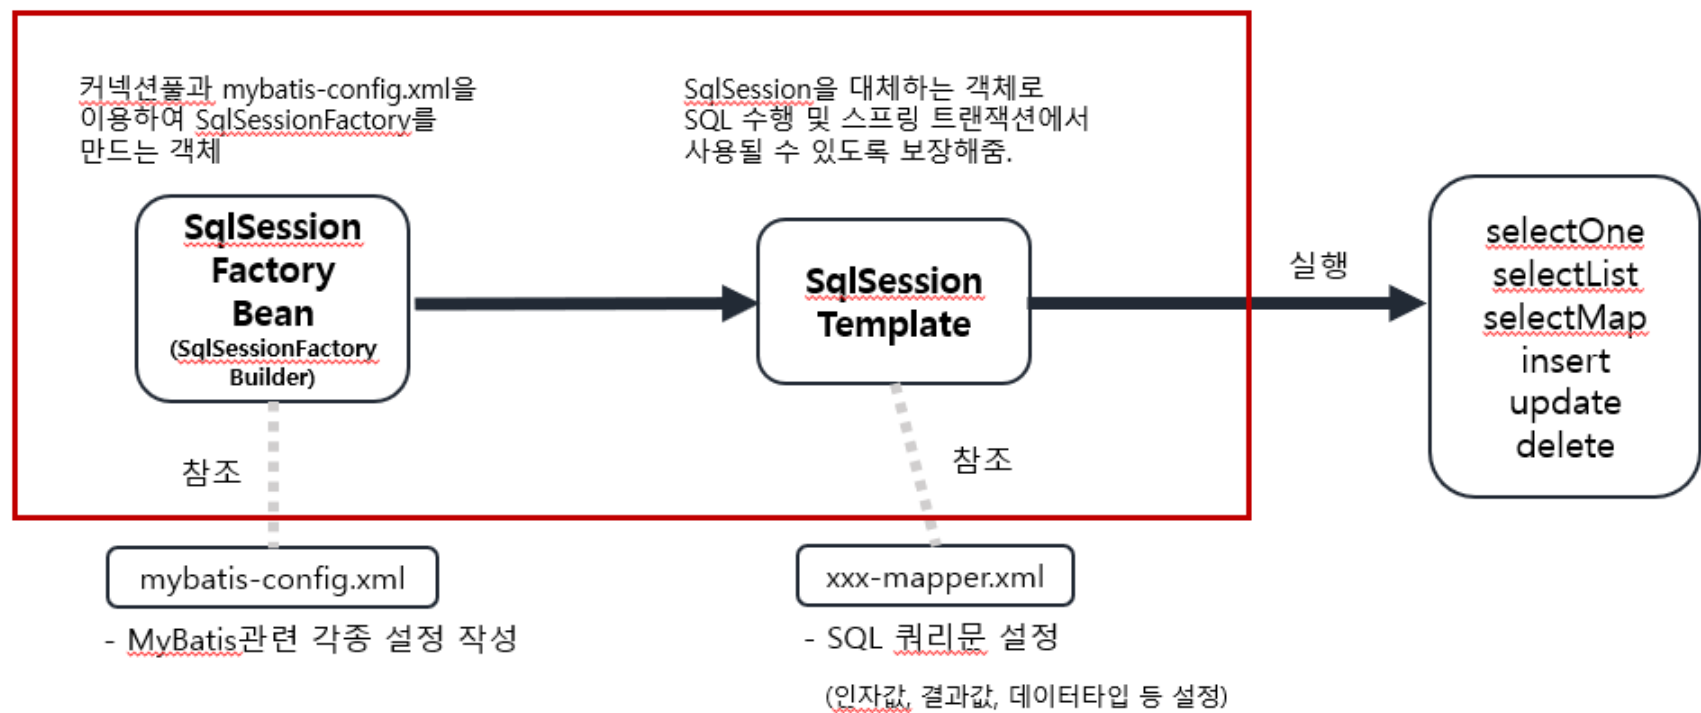 커넥션풀과 mybatis-config.xml을
이용하여 SqlSessionFactory를
만드는 객체
SqlSession을 대체하는 객체로
SQL 수행 및 스프링 트랜잭션에서
사용될 수 있도록 보장해줌.
SqlSession
Factory
Bean
(SqlSessionFactory
Builder)
SqlSession
Template
실행
selectOne
selectList
selectMap
insert
update
delete
참조
참조
mybatis-config.xml
- MyBatis관련 각종 설정 작성
xxx-mapper.xml
- SQL 쿼리문 설정
(인자값, 결과값, 데이터타입 등 설정)